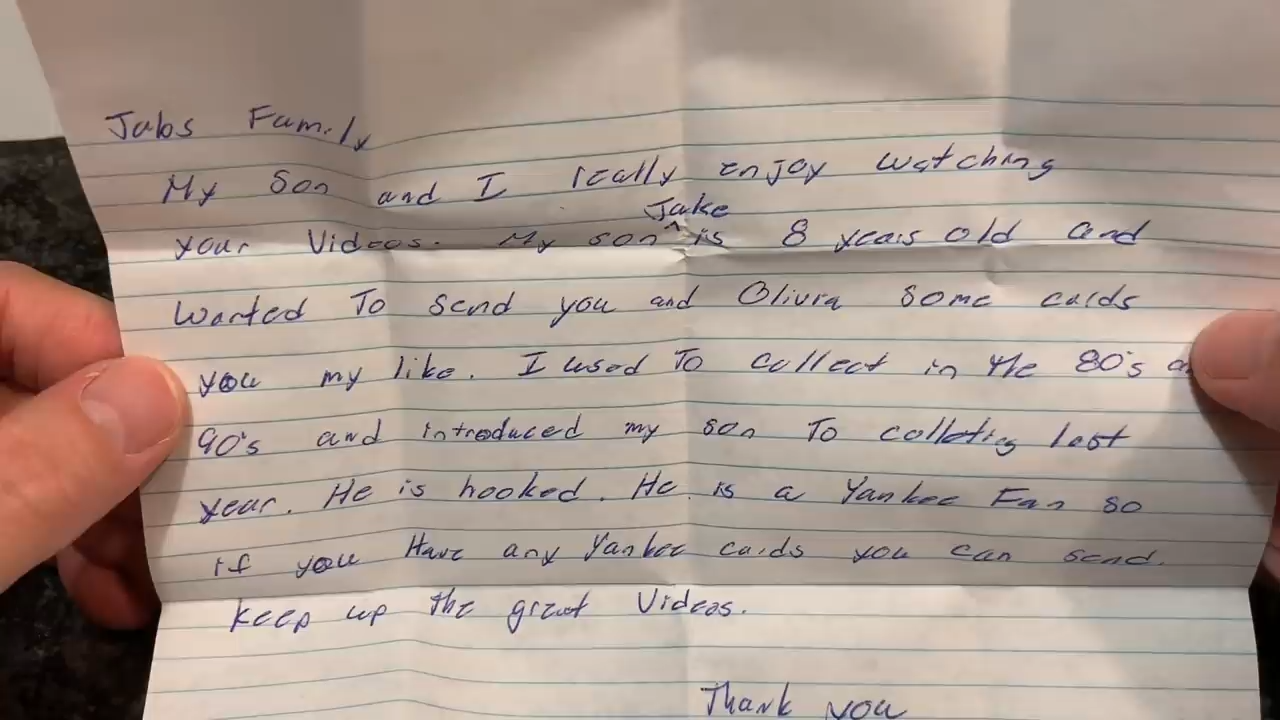 Jabs Family
My Son and I really enjoy watching
your Videos. My son ^ Jake is 8 years old and
Wanted To Send you and Olivia Some cards
you my like. I used To collect in the 80's
90's and introduced my son To colleting last
year. He is hooked. He is a Yankee Fan so
if you Have any Yankee cards you can send.
Keep up the great Videos.
Thank you